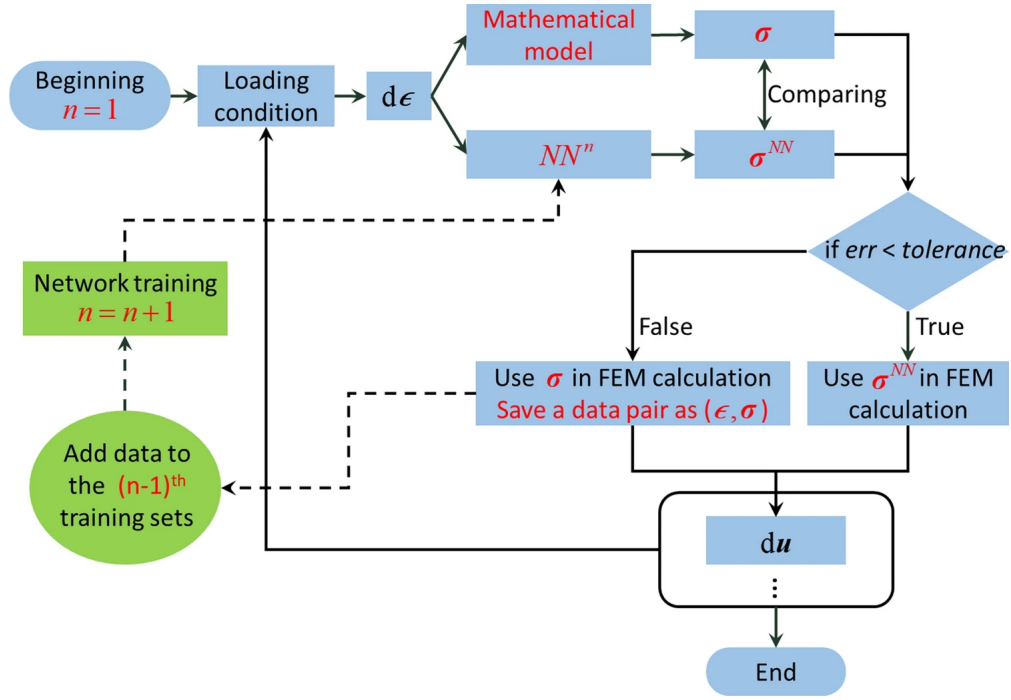 Beginning
n = 1
Loading
condition
dϵ
Mathematical
model
σ
Comparing
NNⁿ
σᴺᴺ
if err < tolerance
Network training
n = n + 1
False
True
Use σ in FEM calculation
Save a data pair as (ϵ, σ)
Use σᴺᴺ in FEM
calculation
Add data to
the (n-1)ᵗʰ
training sets
du
⋮
End